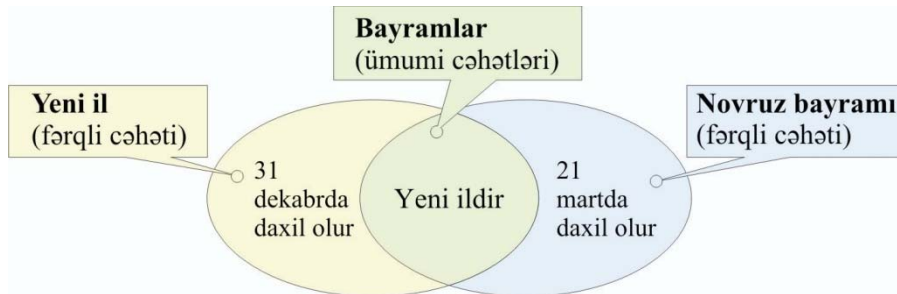 Bayramlar
(ümumi cəhətləri)
Yeni il
(fərqli cəhəti)
Novruz bayramı
(fərqli cəhəti)
31
dekabrda
daxil olur
Yeni ildir
21
martda
daxil olur